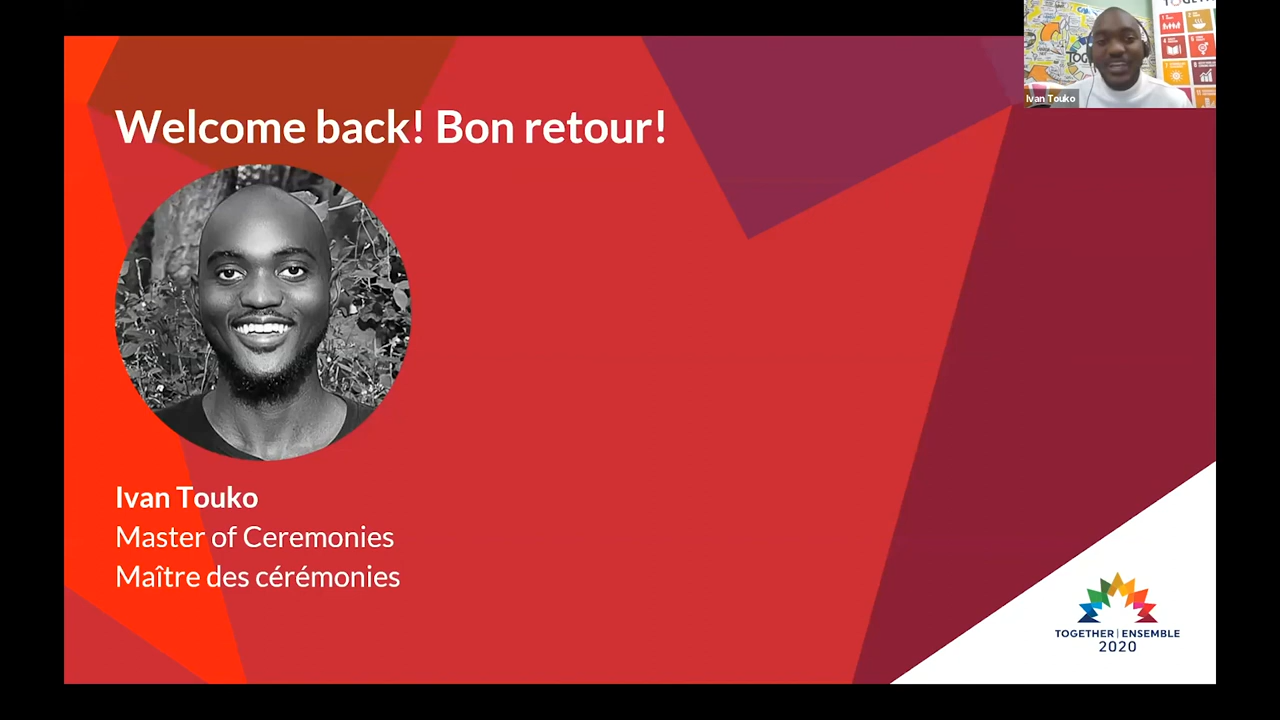 Welcome back! Bon retour!
Ivan Touko
Master of Ceremonies
Maître des cérémonies
Ivan Touko
TOGETHER | ENSEMBLE
2020